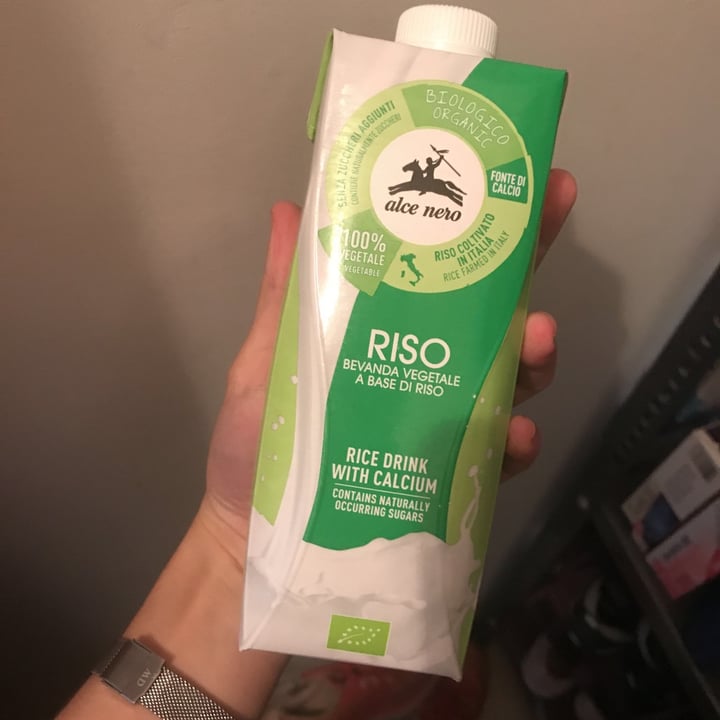 BIOLOGICO
ORGANIC
SENZA ZUCCHERI AGGIUNTI
CONTIENE NATURALMENTE ZUCCHERI
FONTE DI
CALCIO
alce nero
100%
VEGETALE
VEGETABLE
RISO COLTIVATO
IN ITALIA
RICE FARMED IN ITALY
RISO
BEVANDA VEGETALE
A BASE DI RISO
RICE DRINK
WITH CALCIUM
CONTAINS NATURALLY
OCCURRING SUGARS
DW